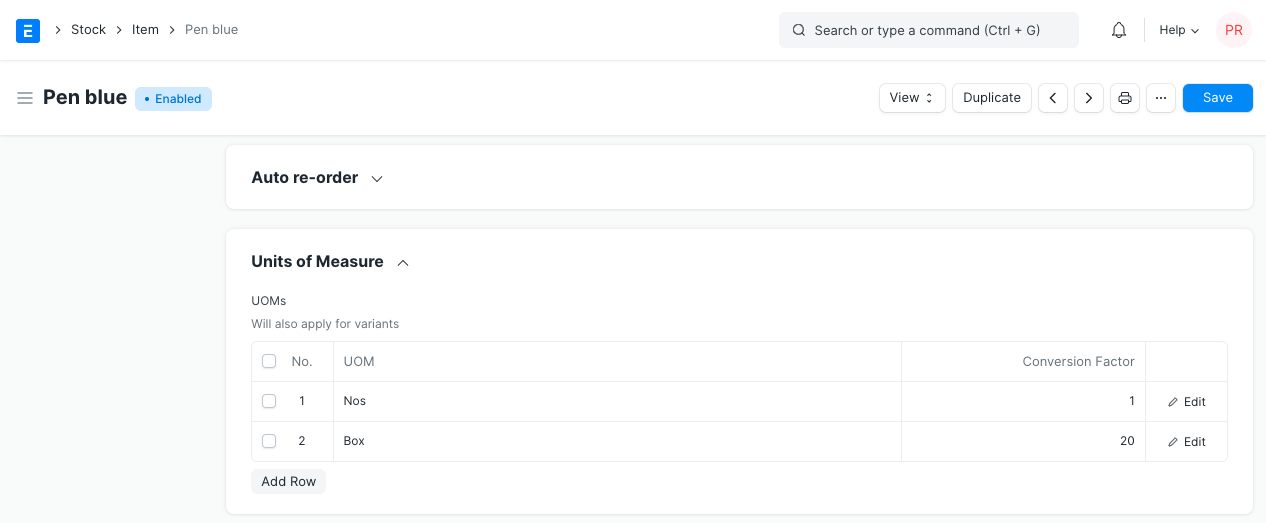 Stock Item Pen blue
Search or type a command (Ctrl + G)
Help
PR
Pen blue
• Enabled
View
Duplicate
Save
Auto re-order
Units of Measure
UOMs
Will also apply for variants
No. UOM Conversion Factor
1 Nos 1 Edit
2 Box 20 Edit
Add Row